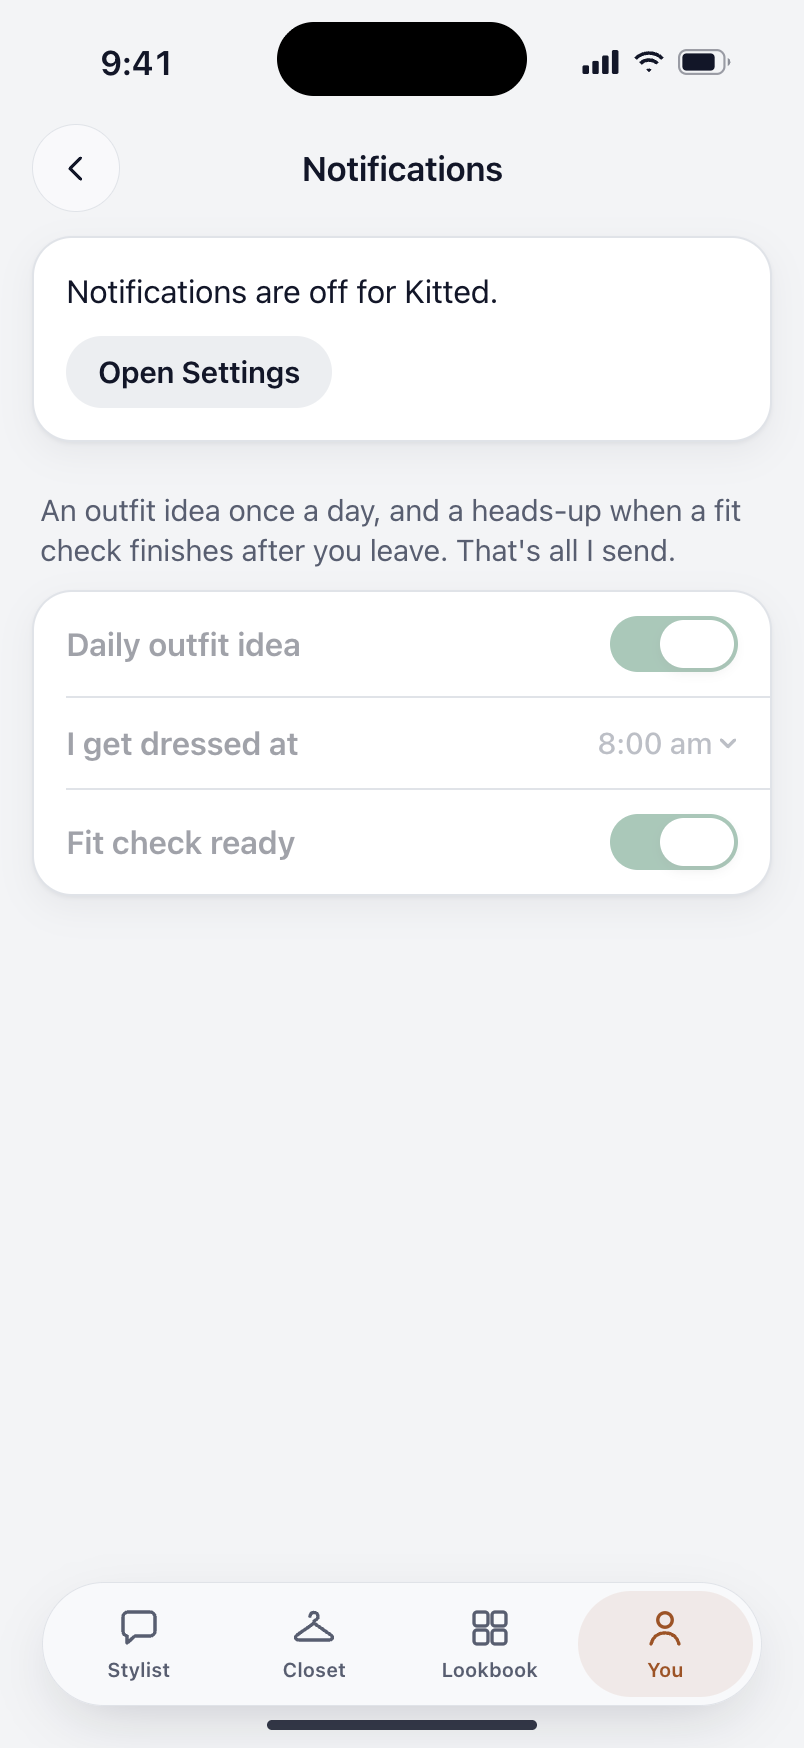 9:41
Notifications
Notifications are off for Kitted.
Open Settings
An outfit idea once a day, and a heads-up when a fit
check finishes after you leave. That's all I send.
Daily outfit idea
I get dressed at
8:00 am
Fit check ready
Stylist
Closet
Lookbook
You